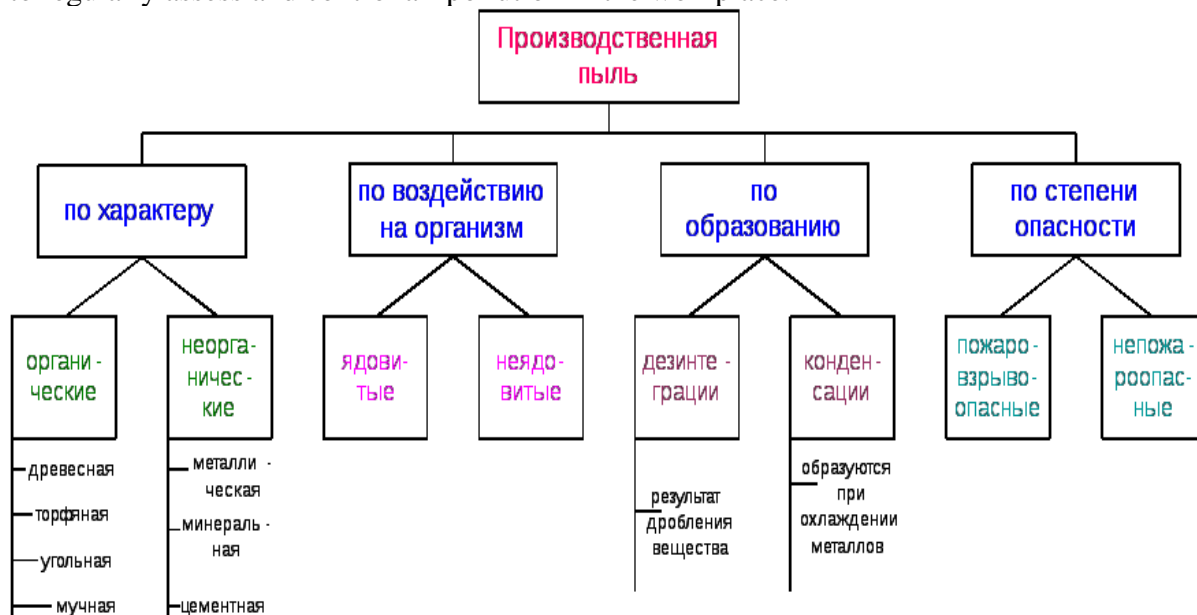 Производственная
пыль
по характеру
по воздействию
на организм
по
образованию
по степени
опасности
органи -
ческие
неорга-
ничес -
кие
ядови-
тые
неядо-
витые
дезинте -
грации
конден -
сации
пожаро-
взрыво-
опасные
непожа-
роопас-
ные
древесная
торфяная
угольная
мучная
металли -
ческая
минераль -
ная
цементная
результат
дробления
вещества
образуются
при
охлаждении
металлов